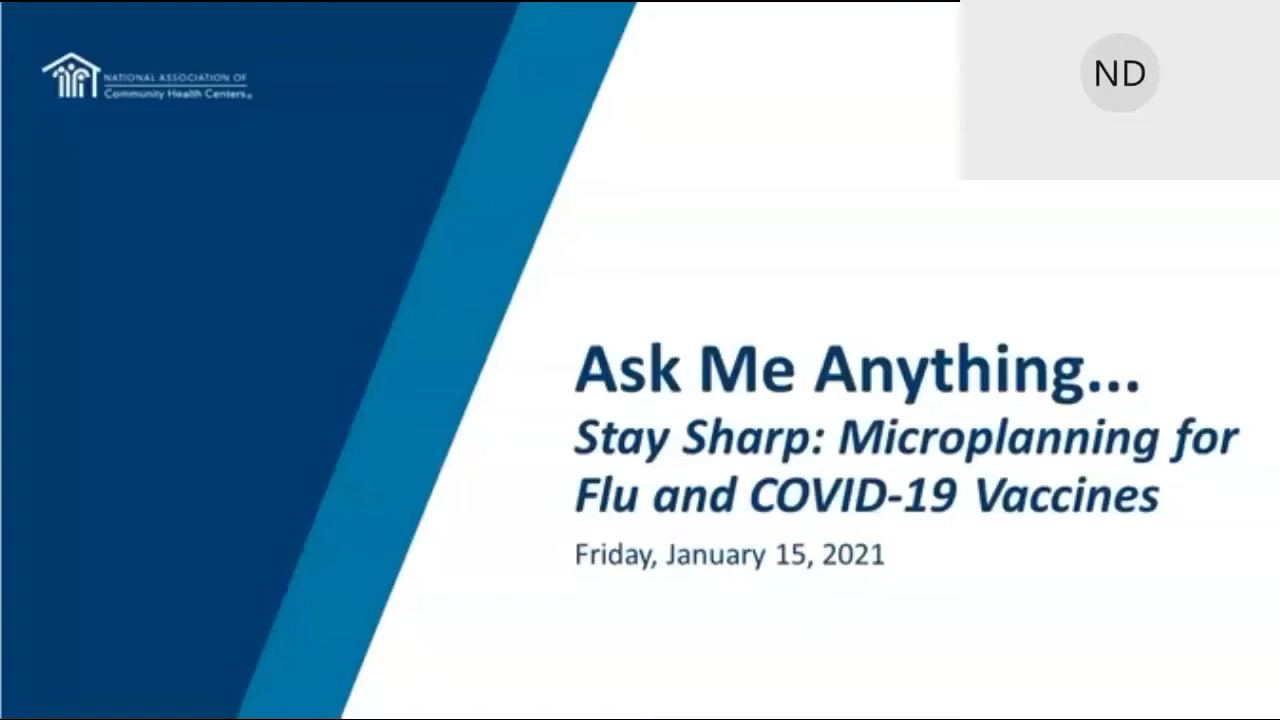 NATIONAL ASSOCIATION OF
Community Health Centers®
ND
Ask Me Anything...
Stay Sharp: Microplanning for
Flu and COVID-19 Vaccines
Friday, January 15, 2021